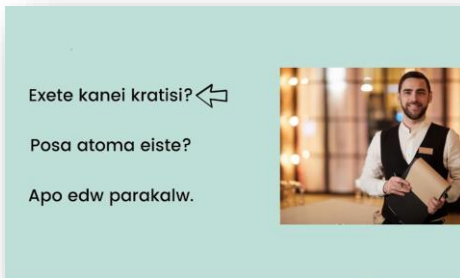 Exete kanei kratisi?
Posa atoma eiste?
Apo edw parakalw.